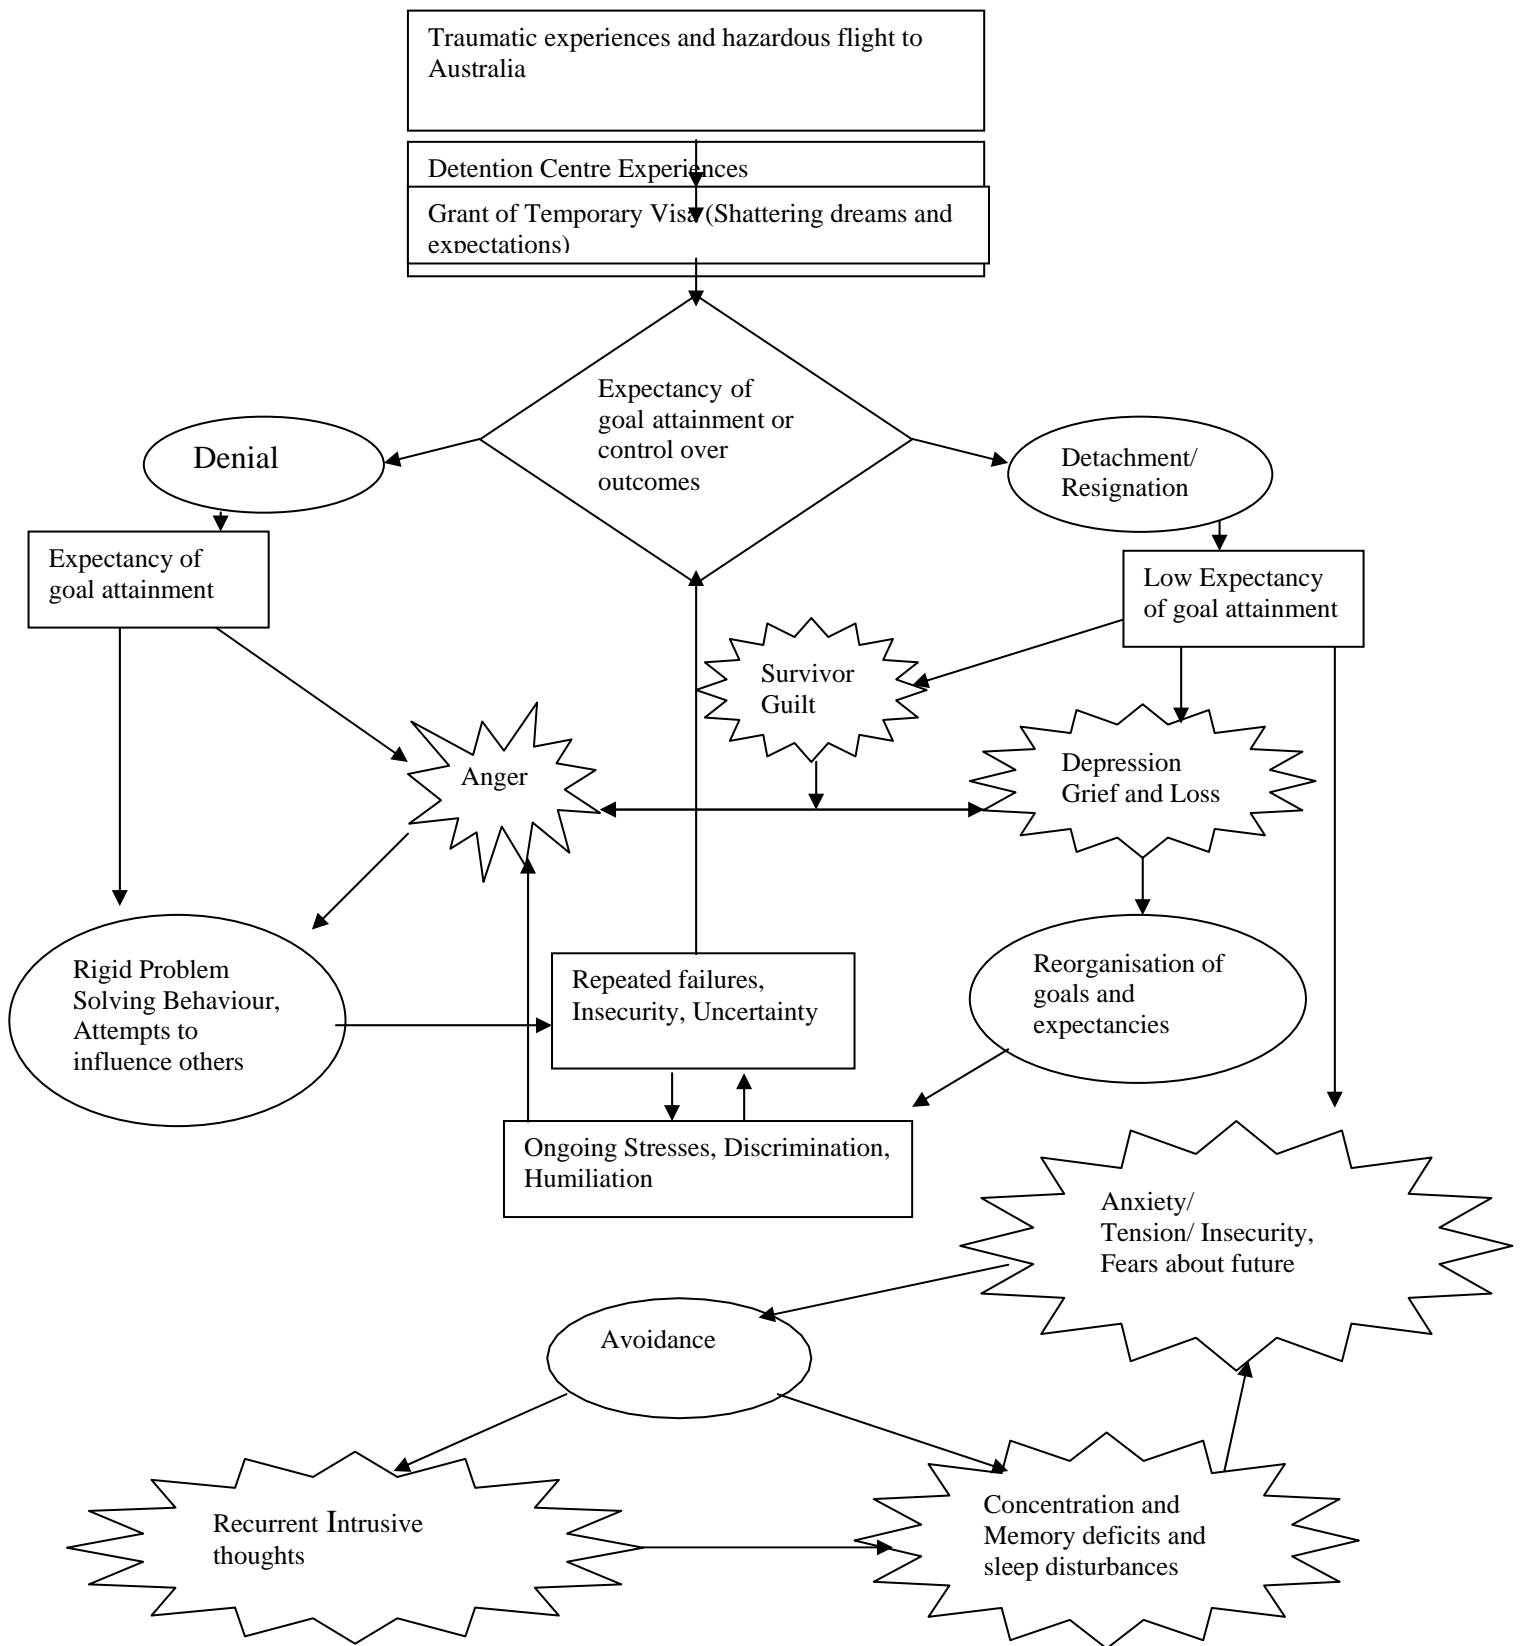 Traumatic experiences and hazardous flight to
Australia
Detention Centre Experiences
Grant of Temporary Visa (Shattering dreams and
expectations)
Expectancy of
goal attainment or
control over
outcomes
Denial
Detachment/
Resignation
Expectancy of
goal attainment
Low Expectancy
of goal attainment
Survivor
Guilt
Anger
Depression
Grief and Loss
Rigid Problem
Solving Behaviour,
Attempts to
influence others
Repeated failures,
Insecurity, Uncertainty
Reorganisation of
goals and
expectancies
Ongoing Stresses, Discrimination,
Humiliation
Anxiety/
Tension/ Insecurity,
Fears about future
Avoidance
Recurrent Intrusive
thoughts
Concentration and
Memory deficits and
sleep disturbances